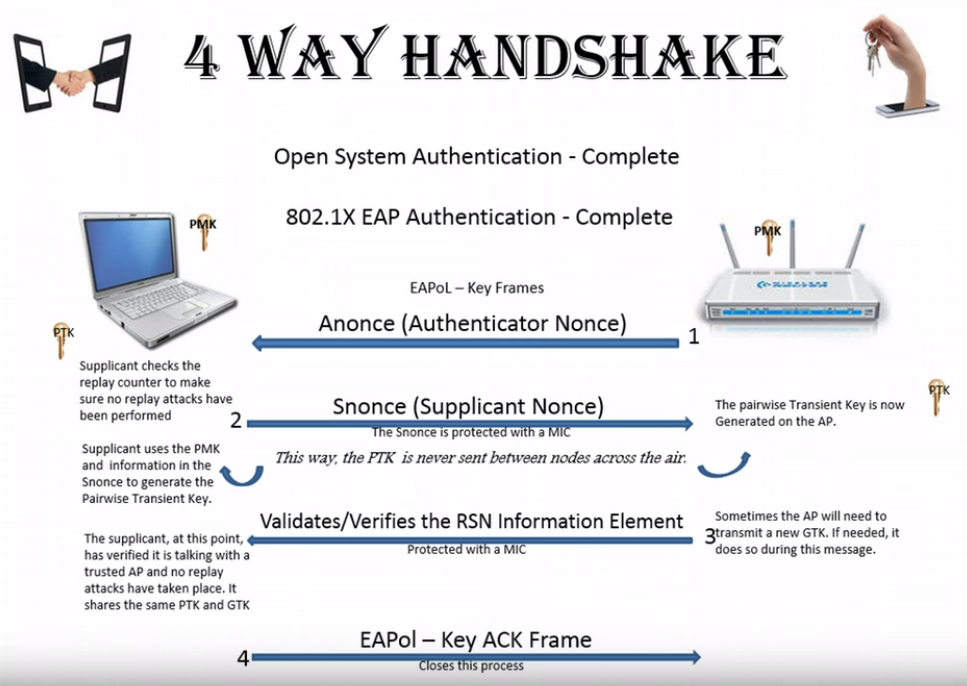 4 WAY HANDSHAKE
Open System Authentication - Complete
802.1X EAP Authentication - Complete
PMK
PMK
EAPoL – Key Frames
Anonce (Authenticator Nonce)
1
PTK
Supplicant checks the
replay counter to make
sure no replay attacks have
been performed
2
Snonce (Supplicant Nonce)
The Snonce is protected with a MIC
This way, the PTK is never sent between nodes across the air.
PTK
The pairwise Transient Key is now
Generated on the AP.
Supplicant uses the PMK
and information in the
Snonce to generate the
Pairwise Transient Key.
Validates/Verifies the RSN Information Element
Protected with a MIC
3
Sometimes the AP will need to
transmit a new GTK. If needed, it
does so during this message.
The supplicant, at this point,
has verified it is talking with a
trusted AP and no replay
attacks have taken place. It
shares the same PTK and GTK
EAPol – Key ACK Frame
4
Closes this process